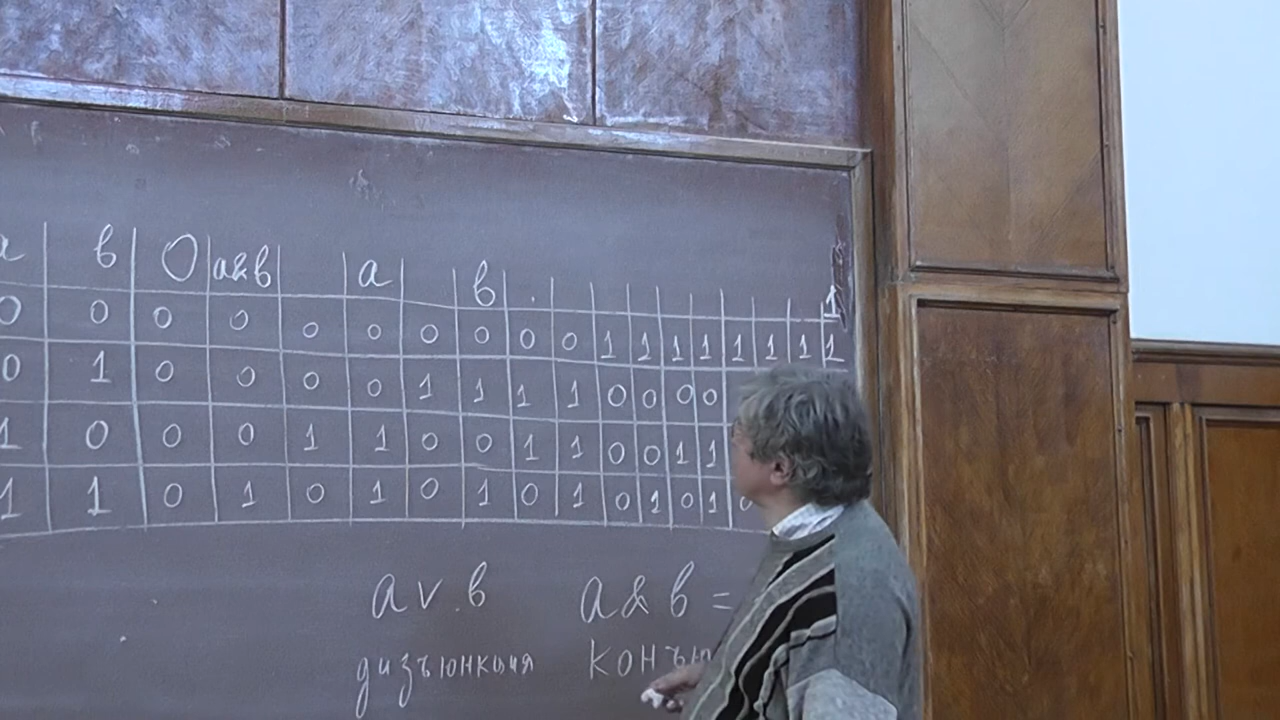 a в 0 a&в a в 1
0 0 0 0 0 0 0 0 0 0 1 1 1 1 1 1 1 1
0 1 0 0 0 0 1 1 1 1 0 0 0 0
1 0 0 0 1 1 0 0 1 1 0 0 1 1
1 1 0 1 0 1 0 1 0 1 0 1 0 1
a v в a & в =
дизъюнкция конъю